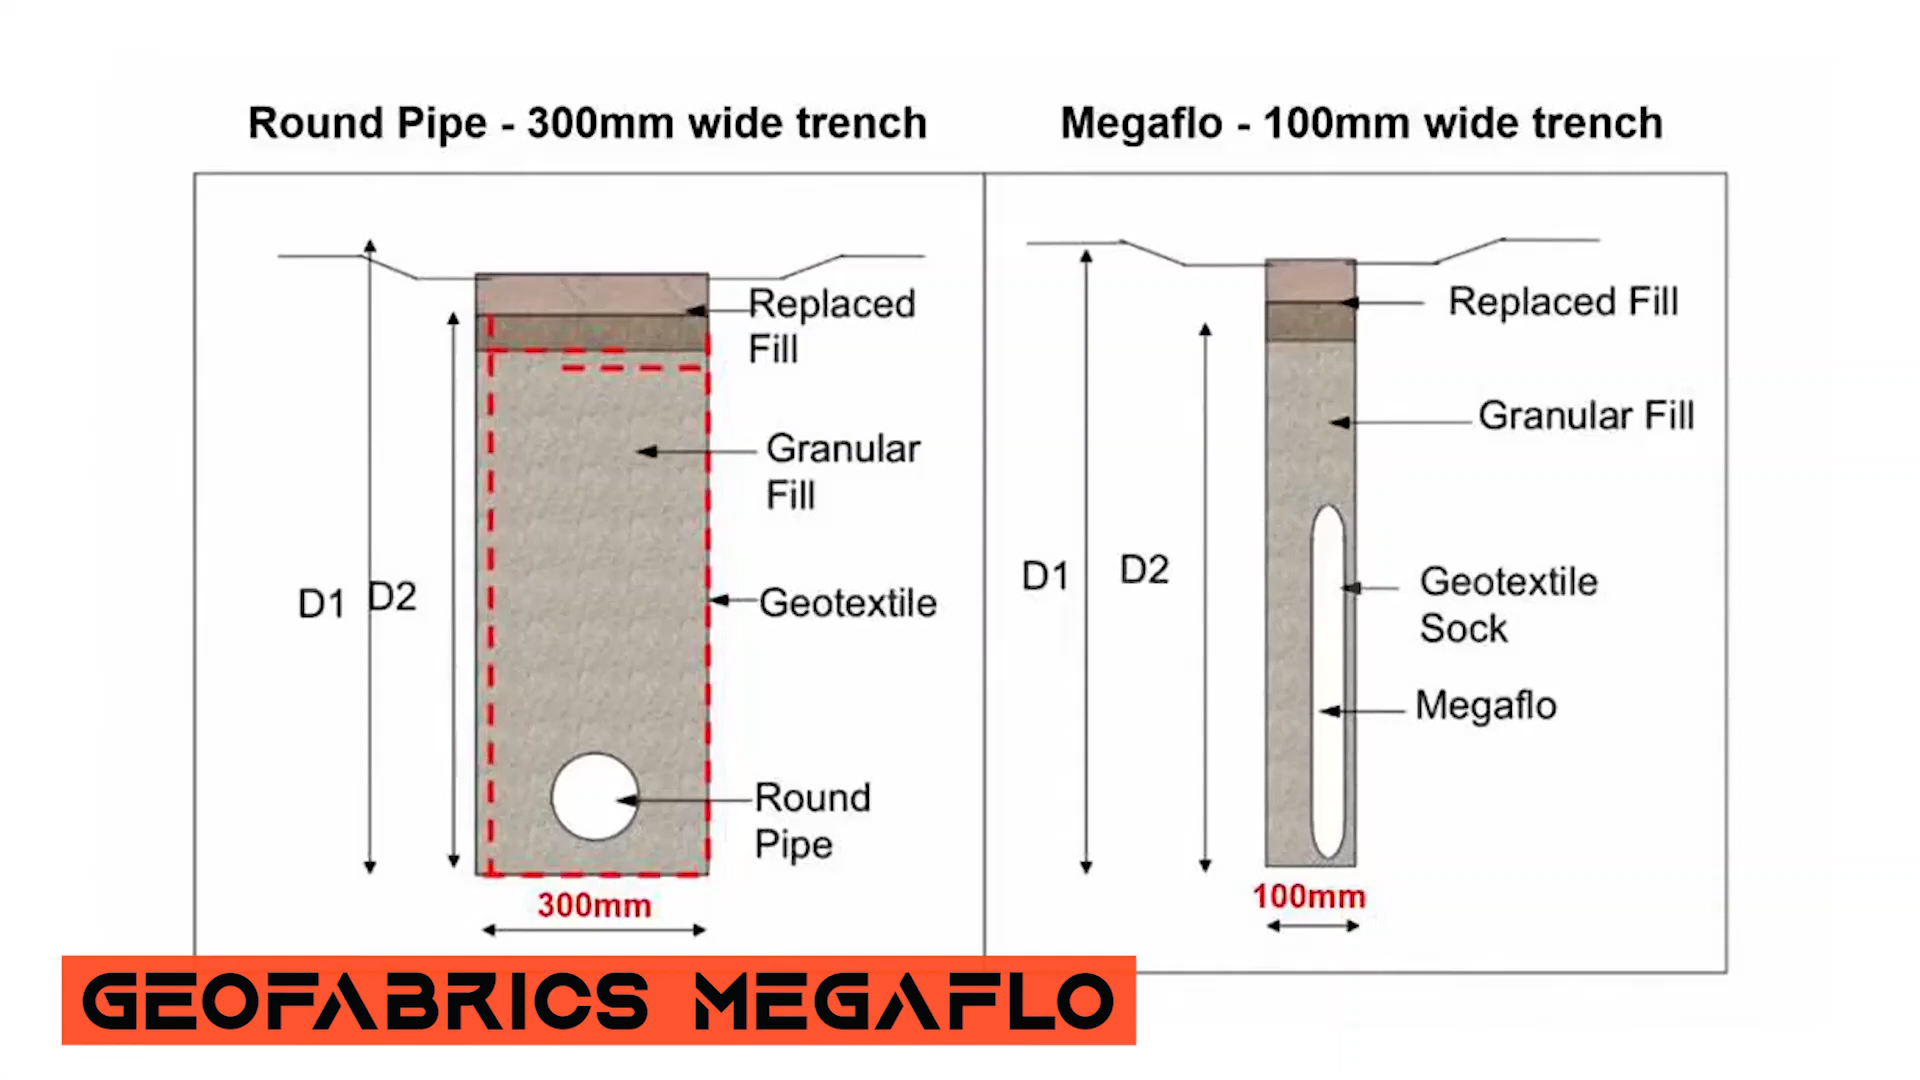 Round Pipe - 300mm wide trench
Megaflo - 100mm wide trench
Replaced
Fill
Granular
Fill
D1
D2
Geotextile
Round
Pipe
300mm
Replaced Fill
Granular Fill
D1
D2
Geotextile
Sock
Megaflo
100mm
GEOFABRICS MEGAFLO